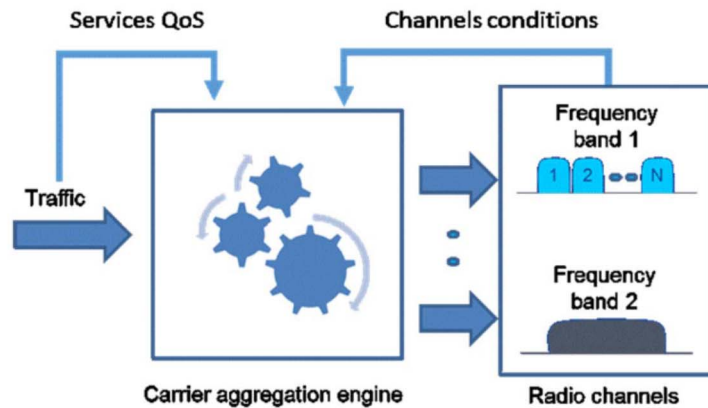 Services QoS
Channels conditions
Traffic
Frequency
band 1
1 2 N
Frequency
band 2
Carrier aggregation engine
Radio channels